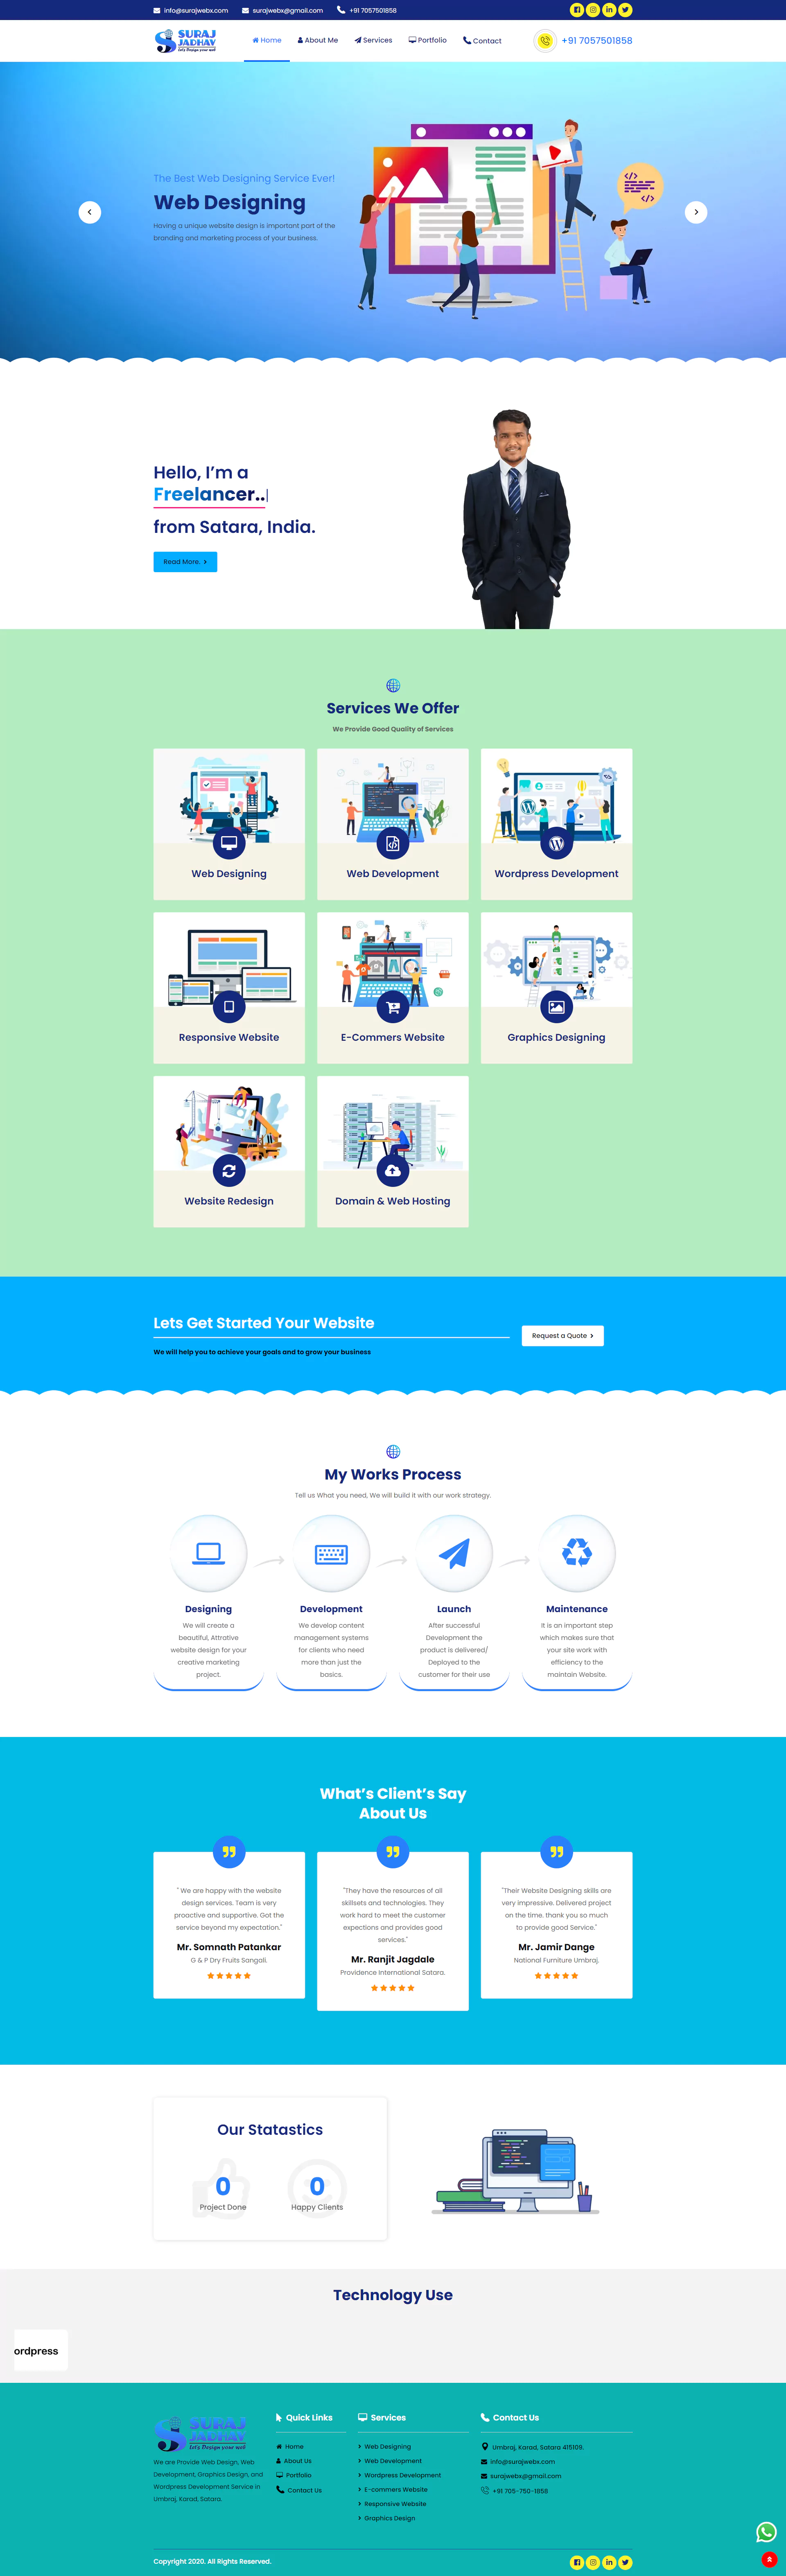 info@surajwebx.com surajwebx@gmail.com +91 7057501858
SURAJ
JADHAV
Let's Design your web
Home About Me Services Portfolio Contact +91 7057501858
The Best Web Designing Service Ever!
Web Designing
Having a unique website design is important part of the
branding and marketing process of your business.
Hello, I'm a
Freelancer..|
from Satara, India.
Read More.
Services We Offer
We Provide Good Quality of Services
Web Designing
Web Development
Wordpress Development
Responsive Website
E-Commers Website
Graphics Designing
Website Redesign
Domain & Web Hosting
Lets Get Started Your Website
We will help you to achieve your goals and to grow your business
Request a Quote
My Works Process
Tell us What you need, We will build it with our work strategy.
Designing
We will create a
beautiful, Attrative
website design for your
creative marketing
project.
Development
We develop content
management systems
for clients who need
more than just the
basics.
Launch
After successful
Development the
product is delivered/
Deployed to the
customer for their use
Maintenance
It is an important step
which makes sure that
your site work with
efficiency to the
maintain Website.
What's Client's Say
About Us
" We are happy with the website
design services. Team is very
proactive and supportive. Got the
service beyond my expectation."
Mr. Somnath Patankar
G & P Dry Fruits Sangali.
"They have the resources of all
skillsets and technologies. They
work hard to meet the customer
expections and provides good
services."
Mr. Ranjit Jagdale
Providence International Satara.
"Their Website Designing skills are
very impressive. Delivered project
on the time. thank you so much
to provide good Service."
Mr. Jamir Dange
National Furniture Umbraj.
Our Statastics
0
Project Done
0
Happy Clients
Technology Use
ordpress
SURAJ
JADHAV
Let's Design your web
We are Provide Web Design, Web
Development, Graphics Design, and
Wordpress Development Service in
Umbraj, Karad, Satara.
Quick Links
Home
About Us
Portfolio
Contact Us
Services
Web Designing
Web Development
Wordpress Development
E-commers Website
Responsive Website
Graphics Design
Contact Us
Umbraj, Karad, Satara 415109.
info@surajwebx.com
surajwebx@gmail.com
+91 705-750-1858
Copyright 2020. All Rights Reserved.